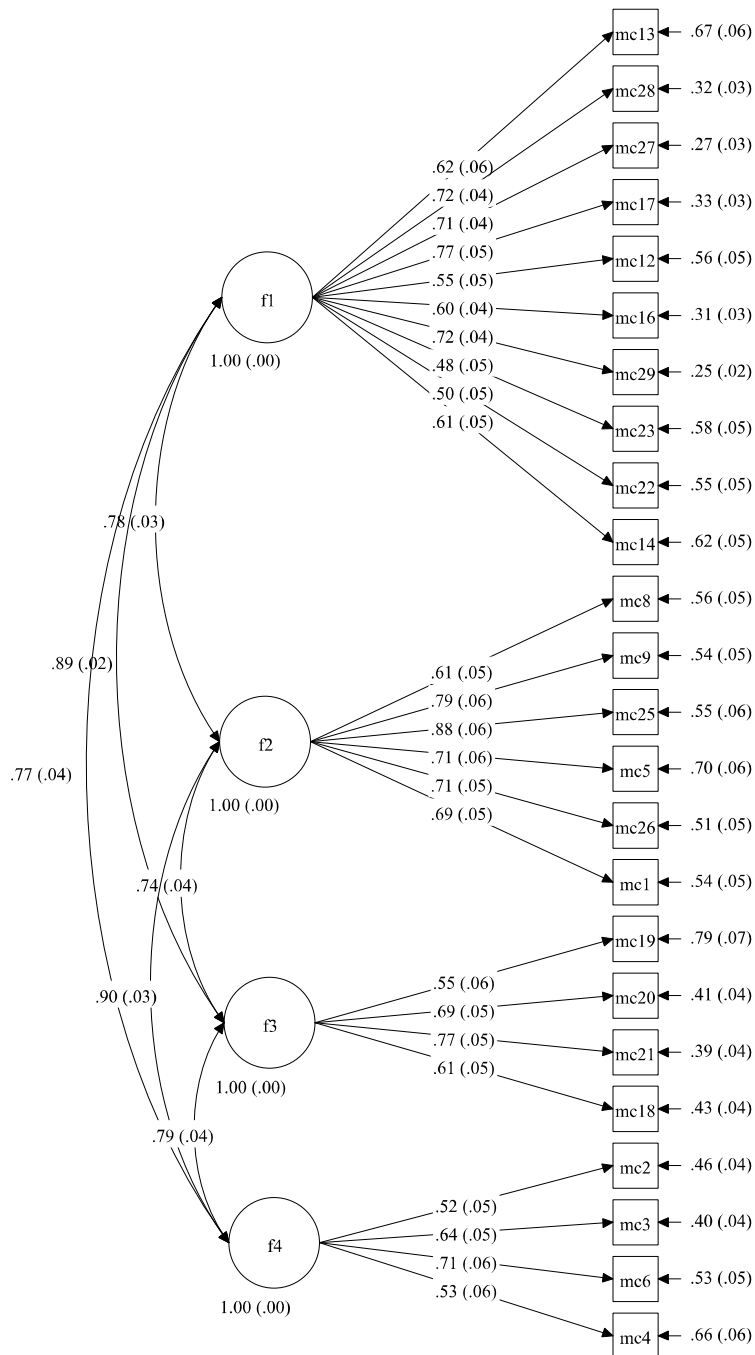 mc13 .67 (.06)
mc28 .32 (.03)
mc27 .27 (.03)
.62 (.06)
.72 (.04) mc17 .33 (.03)
.71 (.04)
.77 (.05) mc12 .56 (.05)
.55 (.05)
f1
.60 (.04) mc16 .31 (.03)
.72 (.04)
1.00 (.00)
.48 (.05) mc29 .25 (.02)
.50 (.05)
.61 (.05) mc23 .58 (.05)
mc22 .55 (.05)
.78 (.03)
mc14 .62 (.05)
mc8 .56 (.05)
.89 (.02) mc9 .54 (.05)
.61 (.05)
.79 (.06) mc25 .55 (.06)
.88 (.06)
f2
.71 (.06) mc5 .70 (.06)
.77 (.04)
.71 (.05)
1.00 (.00)
.69 (.05) mc26 .51 (.05)
.74 (.04) mc1 .54 (.05)
mc19 .79 (.07)
.55 (.06)
.90 (.03) mc20 .41 (.04)
.69 (.05)
f3
.77 (.05) mc21 .39 (.04)
.61 (.05)
1.00 (.00)
mc18 .43 (.04)
.79 (.04)
mc2 .46 (.04)
.52 (.05)
.64 (.05) mc3 .40 (.04)
f4
.71 (.06) mc6 .53 (.05)
.53 (.06)
1.00 (.00)
mc4 .66 (.06)